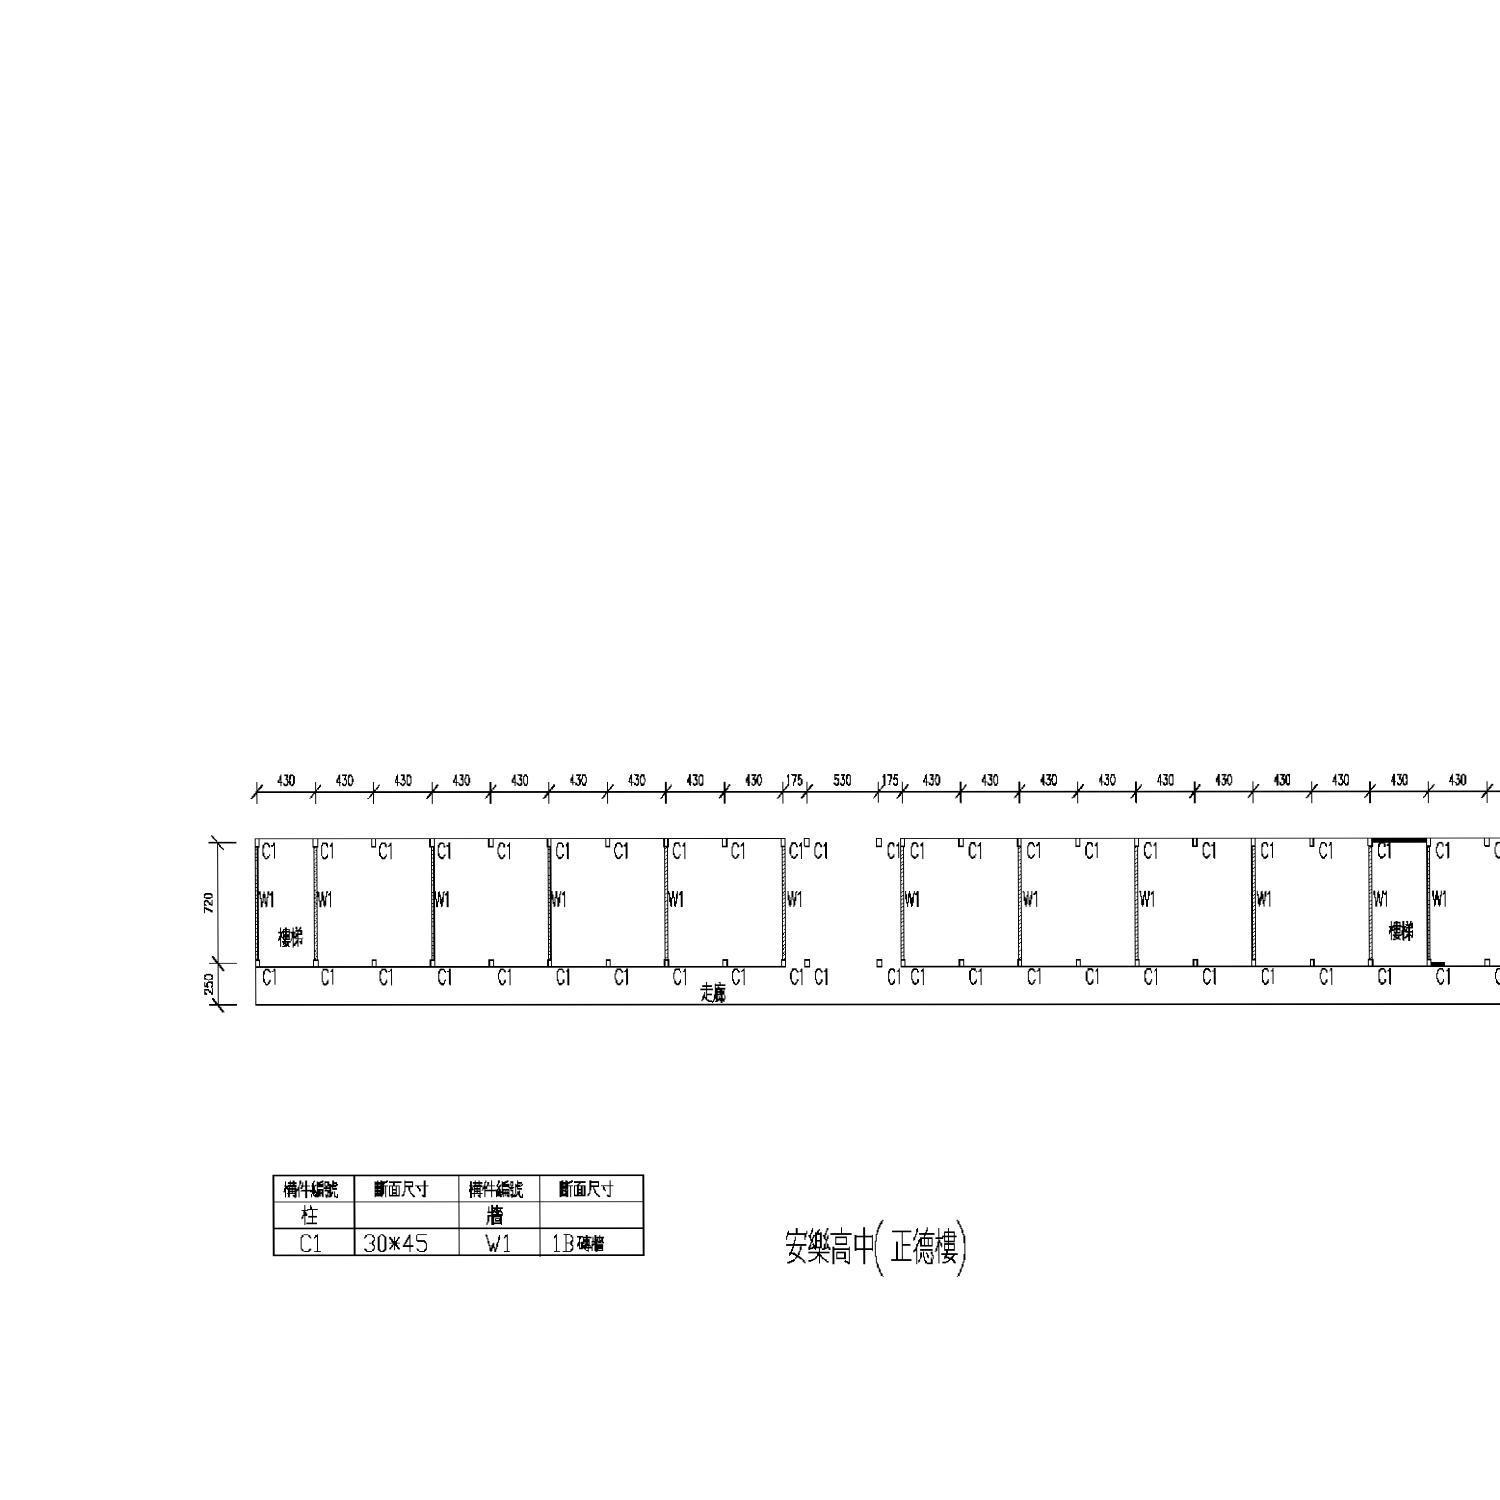 430 430 430 430 430 430 430 430 430 175 530 175 430 430 430 430 430 430 430 430 430 430
C1 C1 C1 C1 C1 C1 C1 C1 C1 C1 C1 C1 C1 C1 C1 C1 C1 C1 C1 C1 C1 C1
720 W1 W1 W1 W1 W1 W1 W1 W1 W1 W1 W1 W1
樓梯 樓梯
250 C1 C1 C1 C1 C1 C1 C1 C1 C1 C1 C1 C1 C1 C1 C1 C1 C1 C1 C1 C1 C1 C1
走廊
構件編號 斷面尺寸 構件編號 斷面尺寸
柱 牆
C1 30*45 W1 1B磚牆
安樂高中(正德樓)